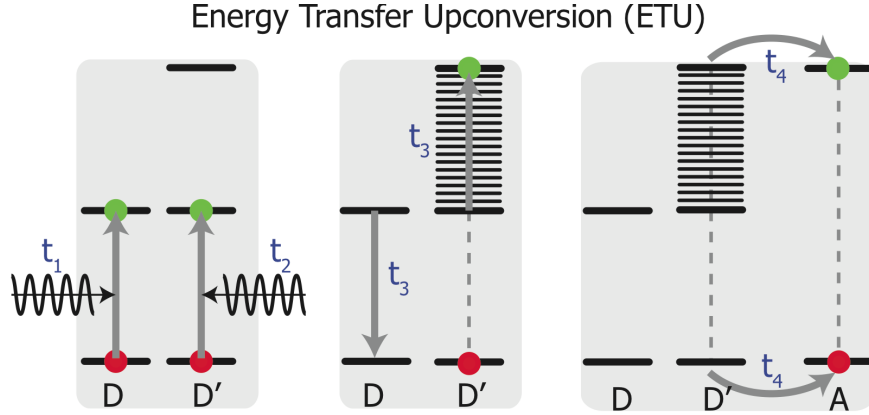 Energy Transfer Upconversion (ETU)
t₁
t₂
D
D′
t₃
t₃
D
D′
t₄
t₄
D
D′
A